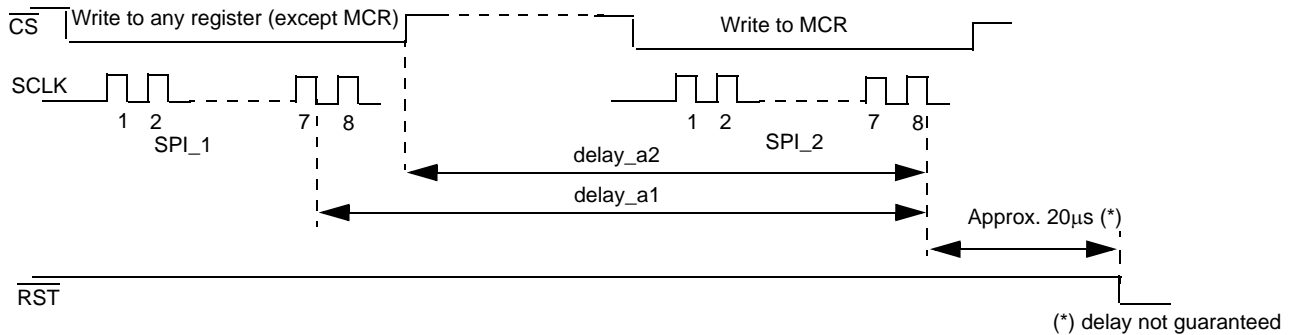 CS
Write to any register (except MCR)
Write to MCR
SCLK
1 2 7 8 1 2 7 8
SPI_1 SPI_2
delay_a2
delay_a1
Approx. 20μs (*)
RST
(*) delay not guaranteed